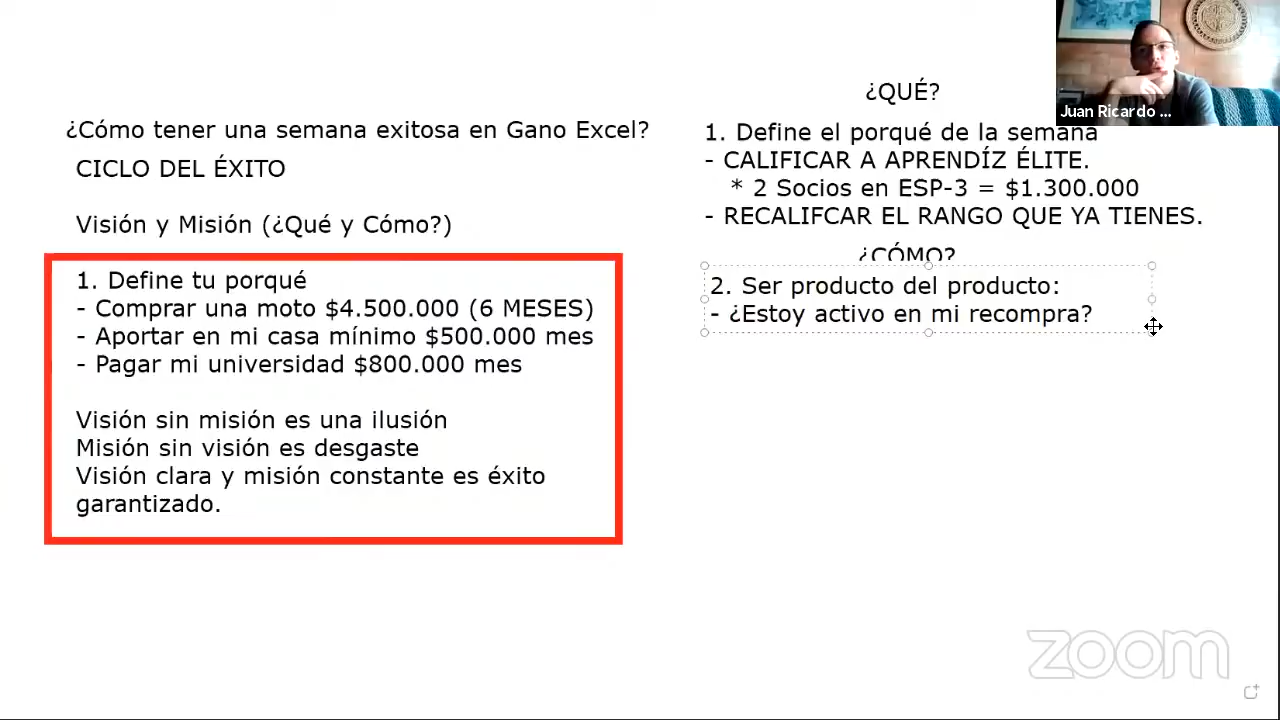 ¿Cómo tener una semana exitosa en Gano Excel?
CICLO DEL ÉXITO
Visión y Misión (¿Qué y Cómo?)
1. Define tu porqué
- Comprar una moto $4.500.000 (6 MESES)
- Aportar en mi casa mínimo $500.000 mes
- Pagar mi universidad $800.000 mes
Visión sin misión es una ilusión
Misión sin visión es desgaste
Visión clara y misión constante es éxito
garantizado.
¿QUÉ?
1. Define el porqué de la semana
- CALIFICAR A APRENDÍZ ÉLITE.
* 2 Socios en ESP-3 = $1.300.000
- RECALIFCAR EL RANGO QUE YA TIENES.
¿CÓMO?
2. Ser producto del producto:
- ¿Estoy activo en mi recompra?
Juan Ricardo ...
zoom